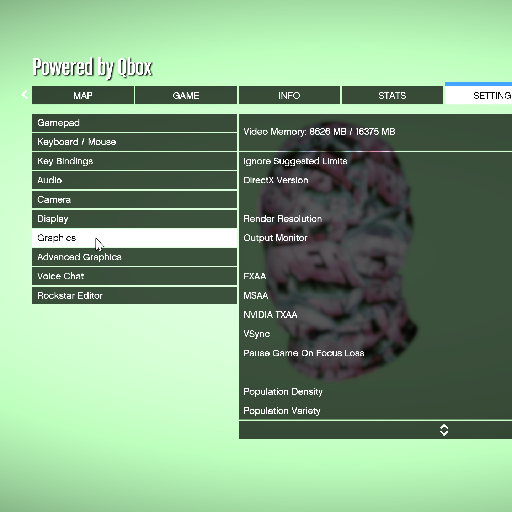 Powered by Qbox
MAP
GAME
INFO
STATS
SETTING
Gamepad
Keyboard / Mouse
Key Bindings
Audio
Camera
Display
Graphics
Advanced Graphics
Voice Chat
Rockstar Editor
Video Memory: 8626 MB / 16375 MB
Ignore Suggested Limits
DirectX Version
Render Resolution
Output Monitor
FXAA
MSAA
NVIDIA TXAA
VSync
Pause Game On Focus Loss
Population Density
Population Variety